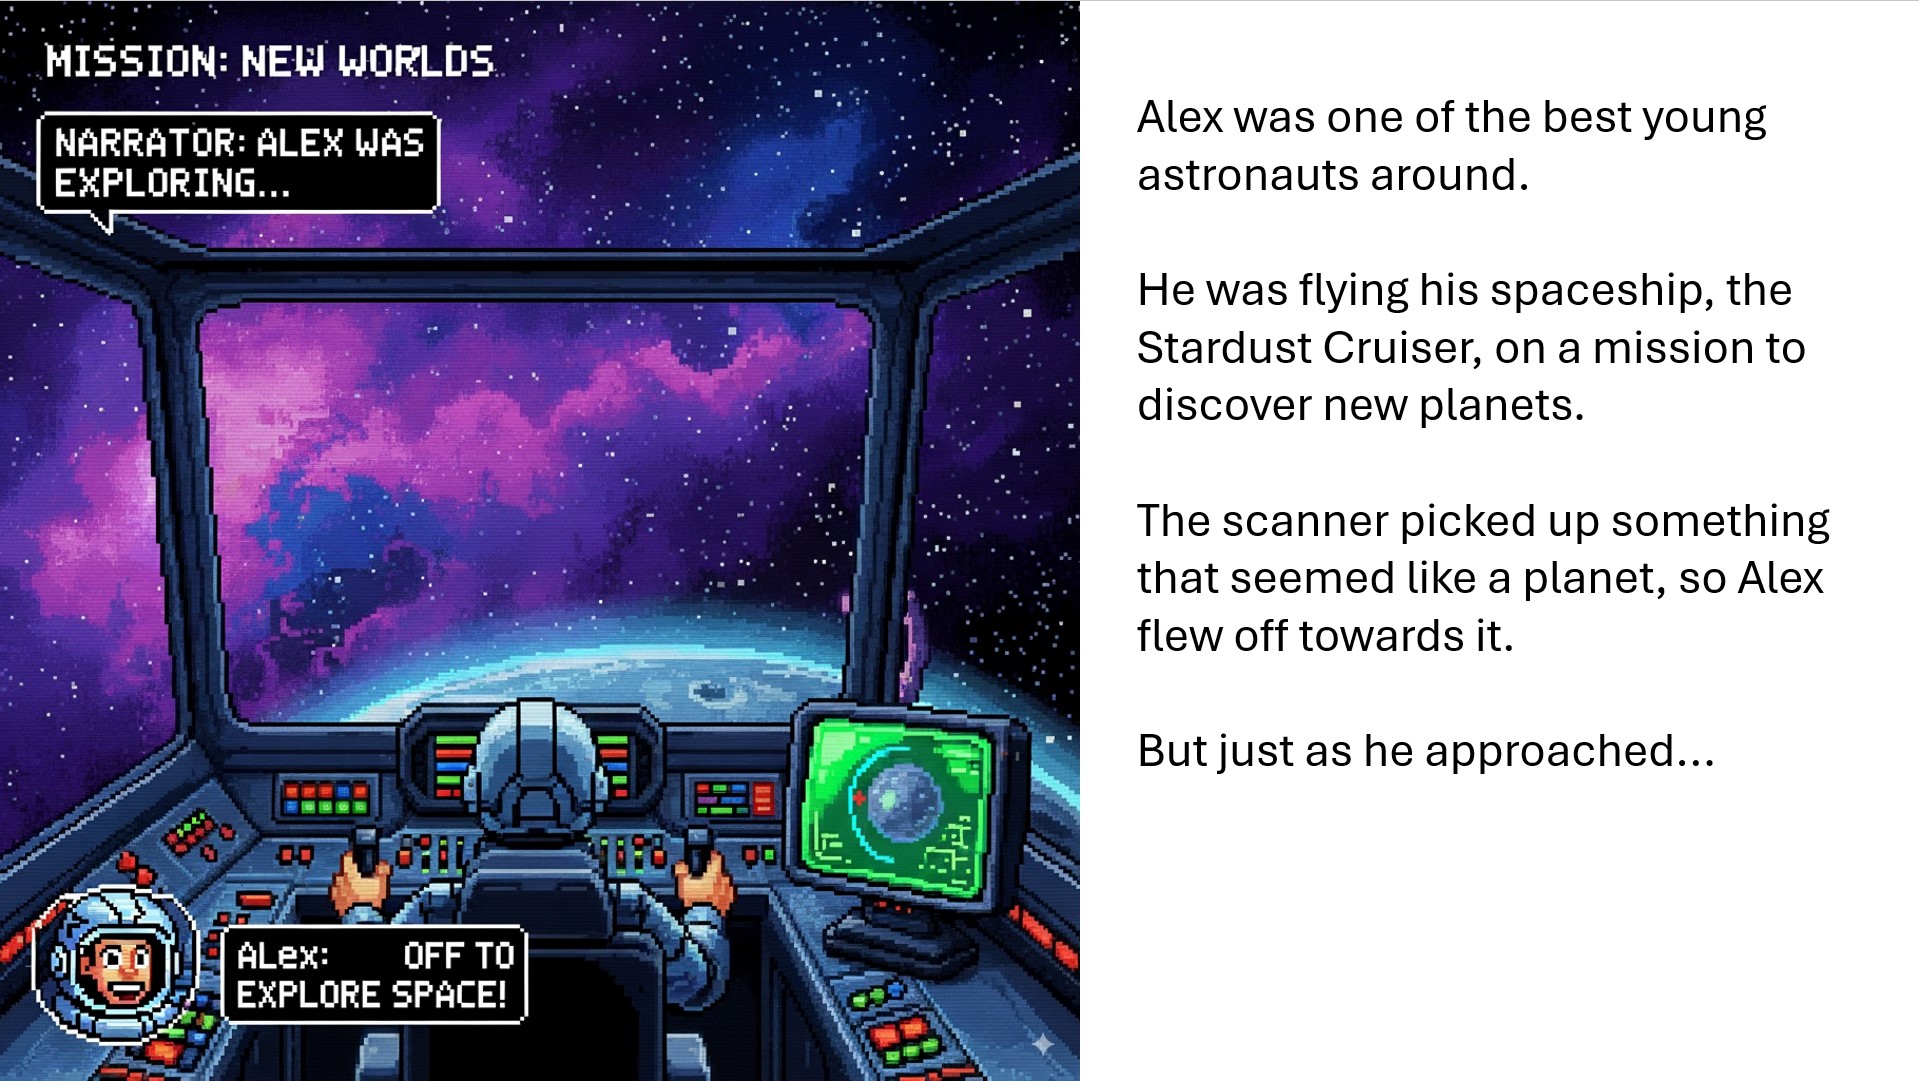 MISSION: NEW WORLDS
NARRATOR: ALEX WAS
EXPLORING...
ALex: OFF TO
EXPLORE SPACE!
Alex was one of the best young
astronauts around.
He was flying his spaceship, the
Stardust Cruiser, on a mission to
discover new planets.
The scanner picked up something
that seemed like a planet, so Alex
flew off towards it.
But just as he approached...